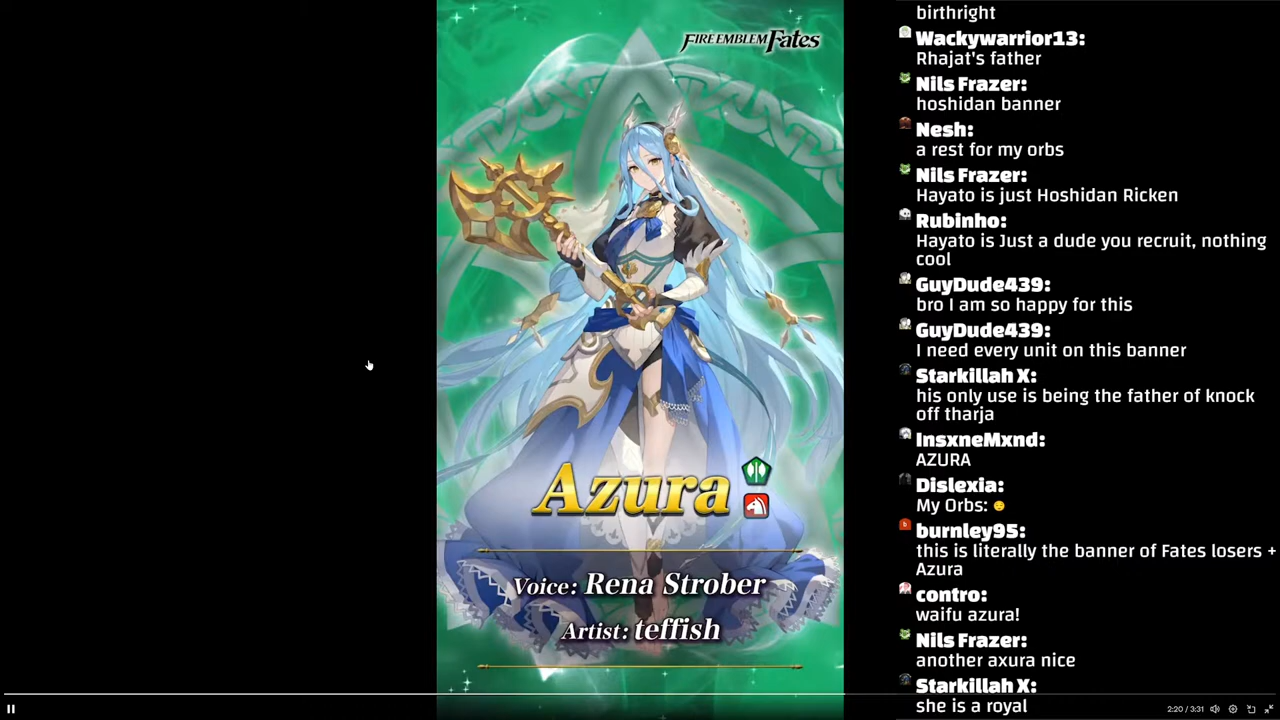 FIRE EMBLEM Fates
Azura
Voice: Rena Strober
Artist: teffish
birthright
Wackywarrior13:
Rhajat's father
Nils Frazer:
hoshidan banner
Nesh:
a rest for my orbs
Nils Frazer:
Hayato is just Hoshidan Ricken
Rubinho:
Hayato is Just a dude you recruit, nothing
cool
GuyDude439:
bro I am so happy for this
GuyDude439:
I need every unit on this banner
Starkillah X:
his only use is being the father of knock
off tharja
InsxneMxnd:
AZURA
Dislexia:
My Orbs: 😔
burnley95:
this is literally the banner of Fates losers +
Azura
contro:
waifu azura!
Nils Frazer:
another axura nice
Starkillah X:
she is a royal
2:20 / 3:31